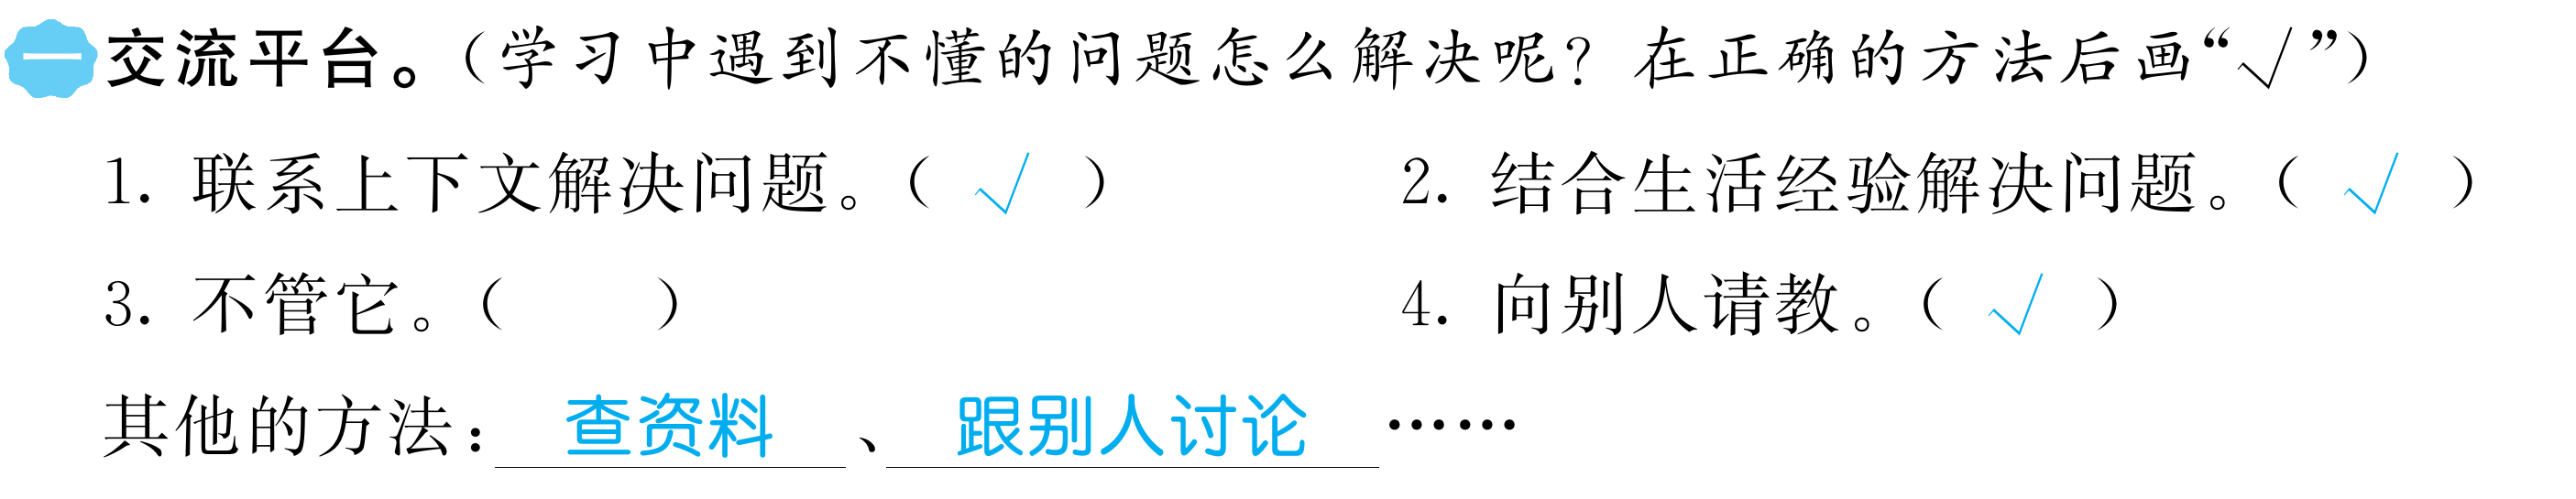 一 交流平台。（学习中遇到不懂的问题怎么解决呢？在正确的方法后画“√”）
1. 联系上下文解决问题。（ √ ） 2. 结合生活经验解决问题。（ √ ）
3. 不管它。（ ） 4. 向别人请教。（ √ ）
其他的方法：查资料、跟别人讨论……